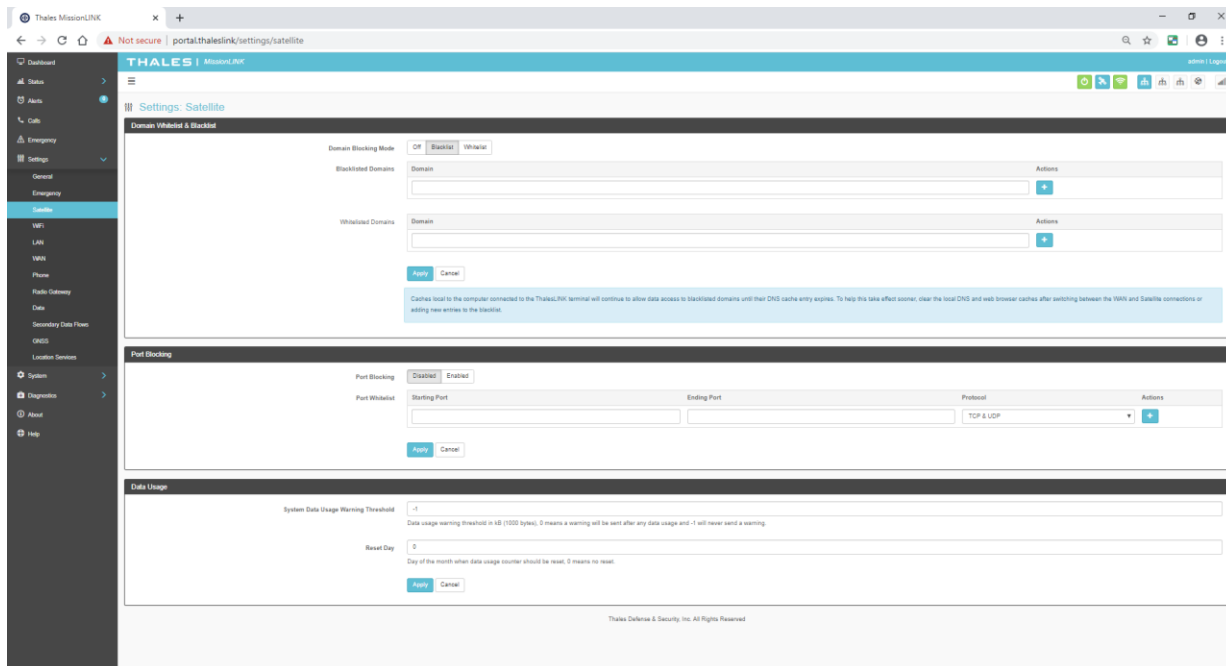 Thales MissionLINK
Not secure | portal.thaleslink/settings/satellite
THALES | MissionLINK
admin | Logout
Dashboard
Status
Alerts
Calls
Emergency
Settings
General
Emergency
Satellite
WiFi
LAN
WAN
Phone
Radio Gateway
Data
Secondary Data Flows
GNSS
Location Services
System
Diagnostics
About
Help
Settings: Satellite
Domain Whitelist & Blacklist
Domain Blocking Mode Off Blacklist Whitelist
Blacklisted Domains Domain Actions
Whitelisted Domains Domain Actions
Apply Cancel
Caches local to the computer connected to the ThalesLINK terminal will continue to allow data access to blacklisted domains until their DNS cache entry expires. To help this take effect sooner, clear the local DNS and web browser caches after switching between the WAN and Satellite connections or
adding new entries to the blacklist.
Port Blocking
Port Blocking Disabled Enabled
Port Whitelist Starting Port Ending Port Protocol Actions
TCP & UDP
Apply Cancel
Data Usage
System Data Usage Warning Threshold -1
Data usage warning threshold in kB (1000 bytes), 0 means a warning will be sent after any data usage and -1 will never send a warning.
Reset Day 0
Day of the month when data usage counter should be reset, 0 means no reset.
Apply Cancel
Thales Defense & Security, Inc. All Rights Reserved